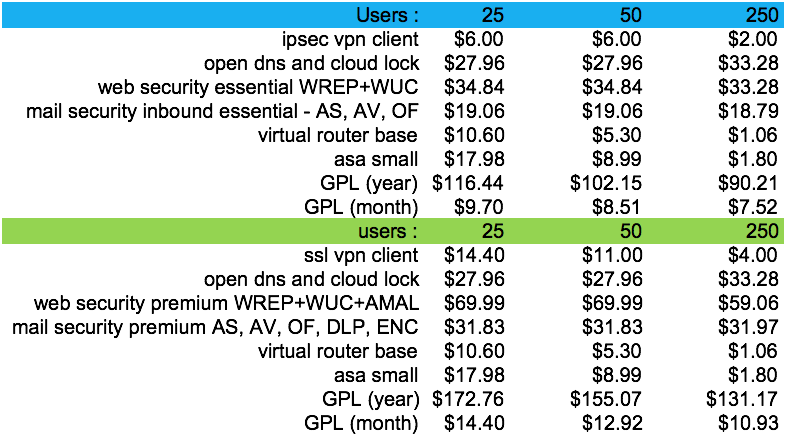 Users : 25 50 250
ipsec vpn client $6.00 $6.00 $2.00
open dns and cloud lock $27.96 $27.96 $33.28
web security essential WREP+WUC $34.84 $34.84 $33.28
mail security inbound essential - AS, AV, OF $19.06 $19.06 $18.79
virtual router base $10.60 $5.30 $1.06
asa small $17.98 $8.99 $1.80
GPL (year) $116.44 $102.15 $90.21
GPL (month) $9.70 $8.51 $7.52
users : 25 50 250
ssl vpn client $14.40 $11.00 $4.00
open dns and cloud lock $27.96 $27.96 $33.28
web security premium WREP+WUC+AMAL $69.99 $69.99 $59.06
mail security premium AS, AV, OF, DLP, ENC $31.83 $31.83 $31.97
virtual router base $10.60 $5.30 $1.06
asa small $17.98 $8.99 $1.80
GPL (year) $172.76 $155.07 $131.17
GPL (month) $14.40 $12.92 $10.93